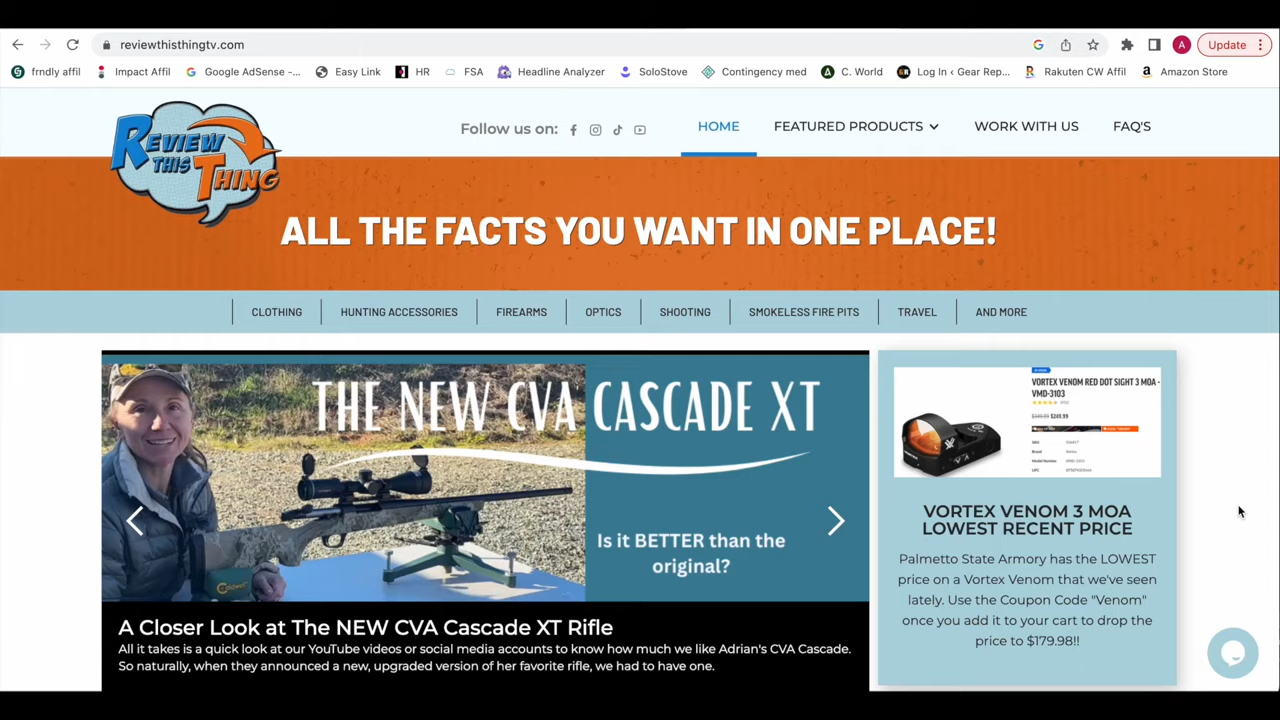 reviewthisthingtv.com
A
Update
frndly affil
Impact Affil
Google AdSense -...
Easy Link
HR
FSA
Headline Analyzer
SoloStove
Contingency med
C. World
Log In ‹ Gear Rep...
Rakuten CW Affil
Amazon Store
REVIEW
THIS
THING
Follow us on:
HOME
FEATURED PRODUCTS
WORK WITH US
FAQ'S
ALL THE FACTS YOU WANT IN ONE PLACE!
CLOTHING
HUNTING ACCESSORIES
FIREARMS
OPTICS
SHOOTING
SMOKELESS FIRE PITS
TRAVEL
AND MORE
THE NEW CVA CASCADE XT
Is it BETTER than the
original?
Caldwell
A Closer Look at The NEW CVA Cascade XT Rifle
All it takes is a quick look at our YouTube videos or social media accounts to know how much we like Adrian's CVA Cascade.
So naturally, when they announced a new, upgraded version of her favorite rifle, we had to have one.
VORTEX VENOM RED DOT SIGHT 3 MOA -
VMD-3103
$249.99
VORTEX VENOM 3 MOA
LOWEST RECENT PRICE
Palmetto State Armory has the LOWEST
price on a Vortex Venom that we've seen
lately. Use the Coupon Code "Venom"
once you add it to your cart to drop the
price to $179.98!!